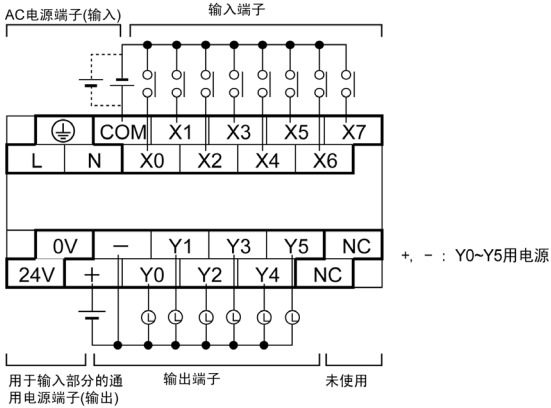 AC电源端子(输入)
输入端子
COM X1 X3 X5 X7
L N X0 X2 X4 X6
0V − Y1 Y3 Y5 NC
24V + Y0 Y2 Y4 NC
+, − : Y0~Y5用电源
L L L L L L
用于输入部分的通
用电源端子(输出)
输出端子
未使用